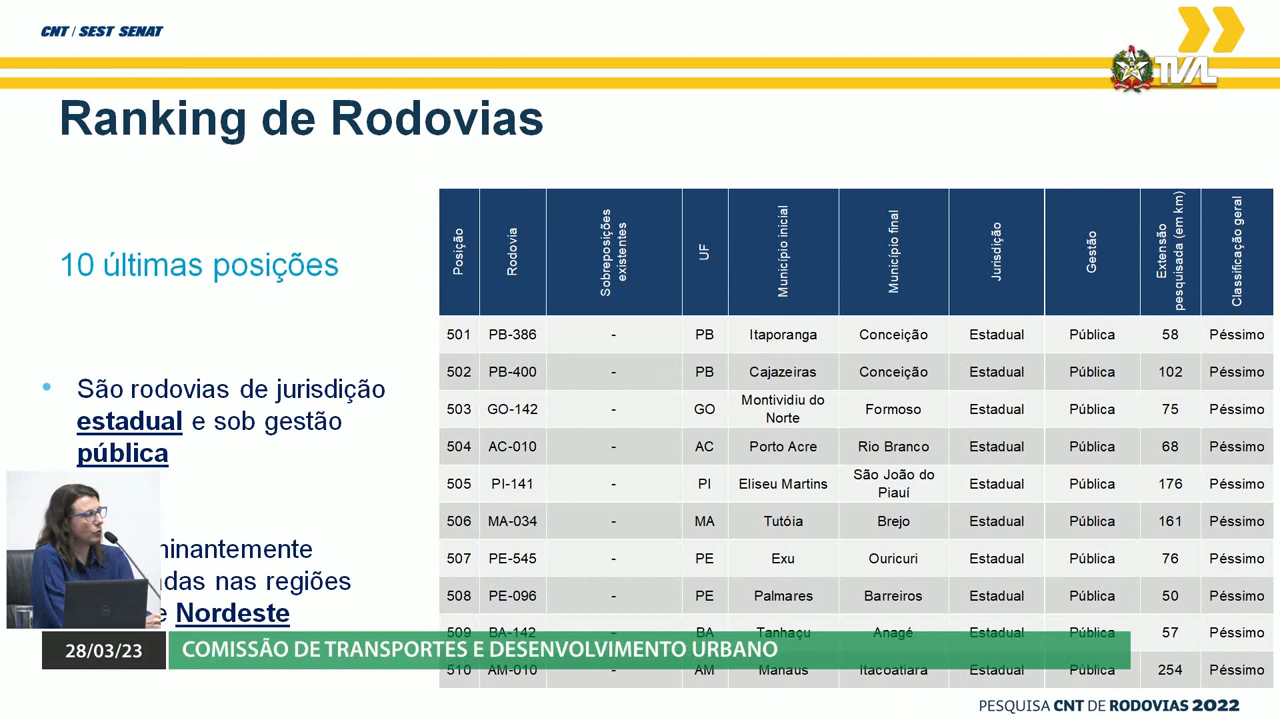 CNT / SEST SENAT
TVAL
Ranking de Rodovias
10 últimas posições
• São rodovias de jurisdição
estadual e sob gestão
pública
minantemente
adas nas regiões
e Nordeste
Posição Rodovia Sobreposições existentes UF Município inicial Município final Jurisdição Gestão Extensão pesquisada (em km) Classificação geral
501 PB-386 - PB Itaporanga Conceição Estadual Pública 58 Péssimo
502 PB-400 - PB Cajazeiras Conceição Estadual Pública 102 Péssimo
503 GO-142 - GO Montividiu do Norte Formoso Estadual Pública 75 Péssimo
504 AC-010 - AC Porto Acre Rio Branco Estadual Pública 68 Péssimo
505 PI-141 - PI Eliseu Martins São João do Piauí Estadual Pública 176 Péssimo
506 MA-034 - MA Tutóia Brejo Estadual Pública 161 Péssimo
507 PE-545 - PE Exu Ouricuri Estadual Pública 76 Péssimo
508 PE-096 - PE Palmares Barreiros Estadual Pública 50 Péssimo
509 BA-142 - BA Tanhaçu Anagé Estadual Pública 57 Péssimo
510 AM-010 - AM Manaus Itacoatiara Estadual Pública 254 Péssimo
28/03/23 COMISSÃO DE TRANSPORTES E DESENVOLVIMENTO URBANO
PESQUISA CNT DE RODOVIAS 2022